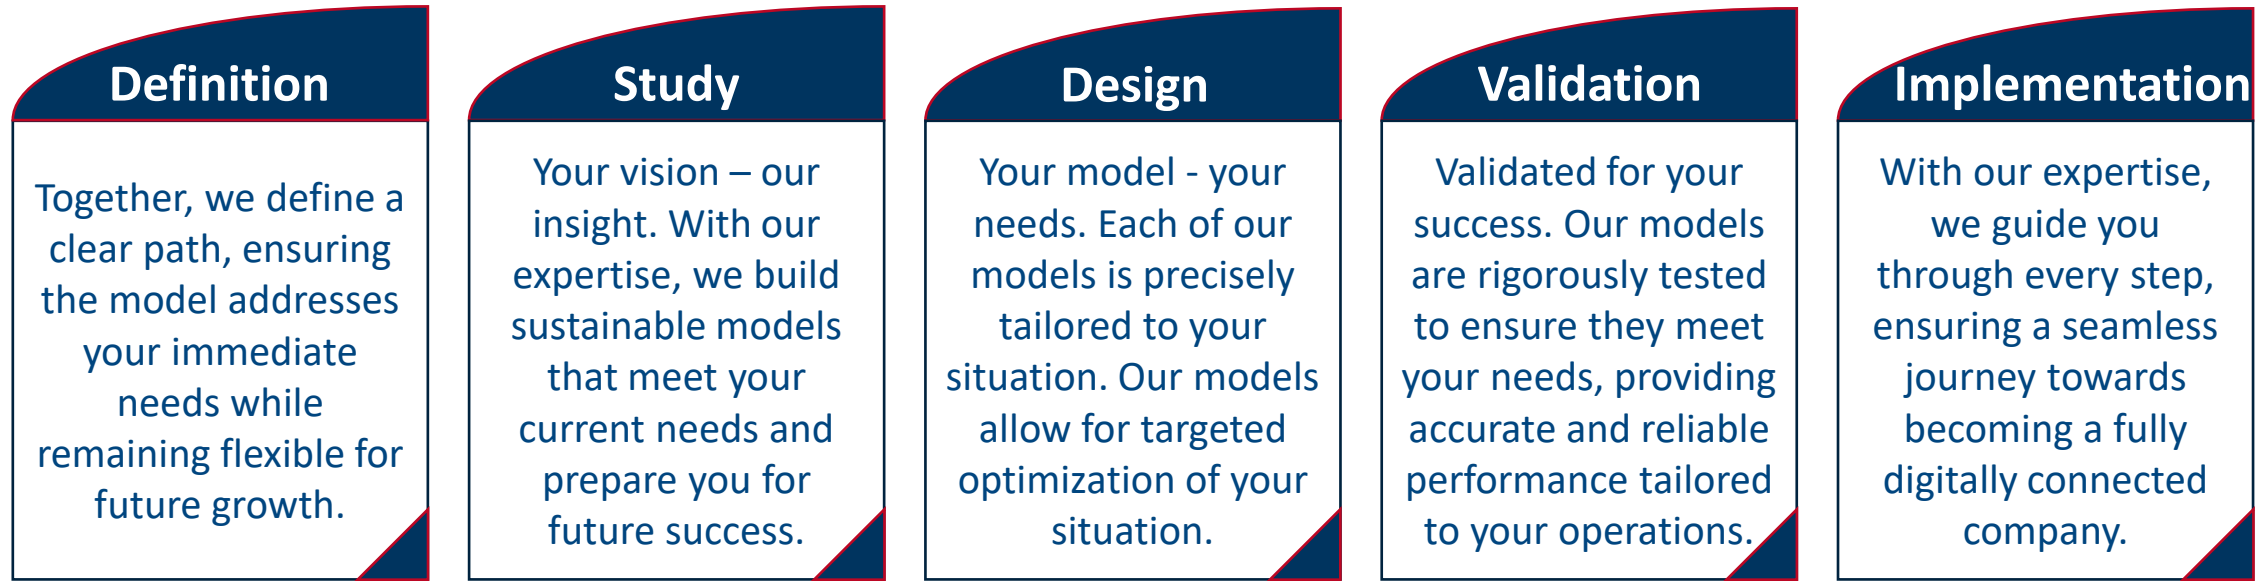 Definition
Together, we define a
clear path, ensuring
the model addresses
your immediate
needs while
remaining flexible for
future growth.
Study
Your vision – our
insight. With our
expertise, we build
sustainable models
that meet your
current needs and
prepare you for
future success.
Design
Your model - your
needs. Each of our
models is precisely
tailored to your
situation. Our models
allow for targeted
optimization of your
situation.
Validation
Validated for your
success. Our models
are rigorously tested
to ensure they meet
your needs, providing
accurate and reliable
performance tailored
to your operations.
Implementation
With our expertise,
we guide you
through every step,
ensuring a seamless
journey towards
becoming a fully
digitally connected
company.